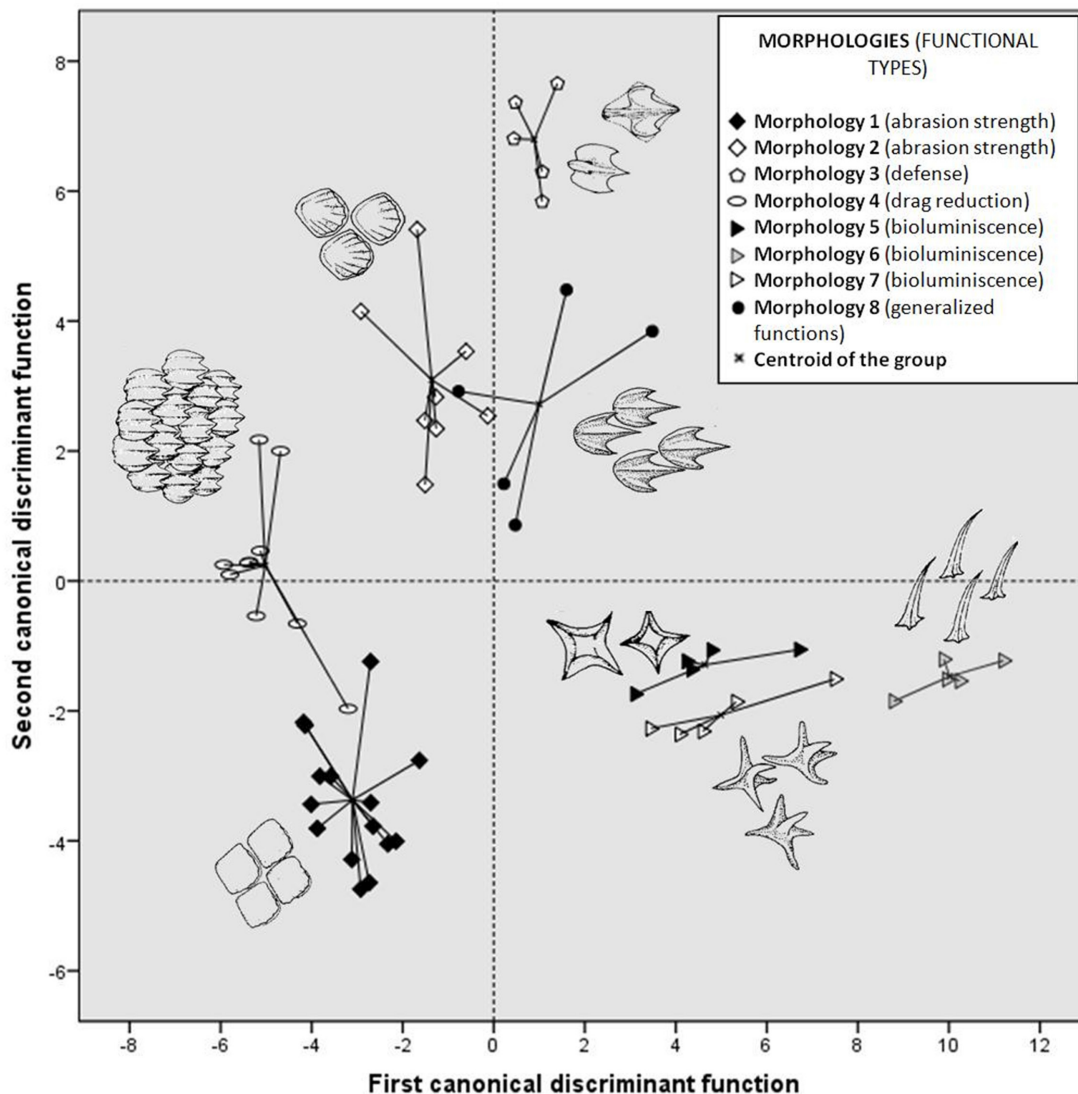 MORPHOLOGIES (FUNCTIONAL
TYPES)
Morphology 1 (abrasion strength)
Morphology 2 (abrasion strength)
Morphology 3 (defense)
Morphology 4 (drag reduction)
Morphology 5 (bioluminiscence)
Morphology 6 (bioluminiscence)
Morphology 7 (bioluminiscence)
Morphology 8 (generalized
functions)
Centroid of the group
Second canonical discriminant function
8
6
4
2
0
-2
-4
-6
-8 -6 -4 -2 0 2 4 6 8 10 12
First canonical discriminant function